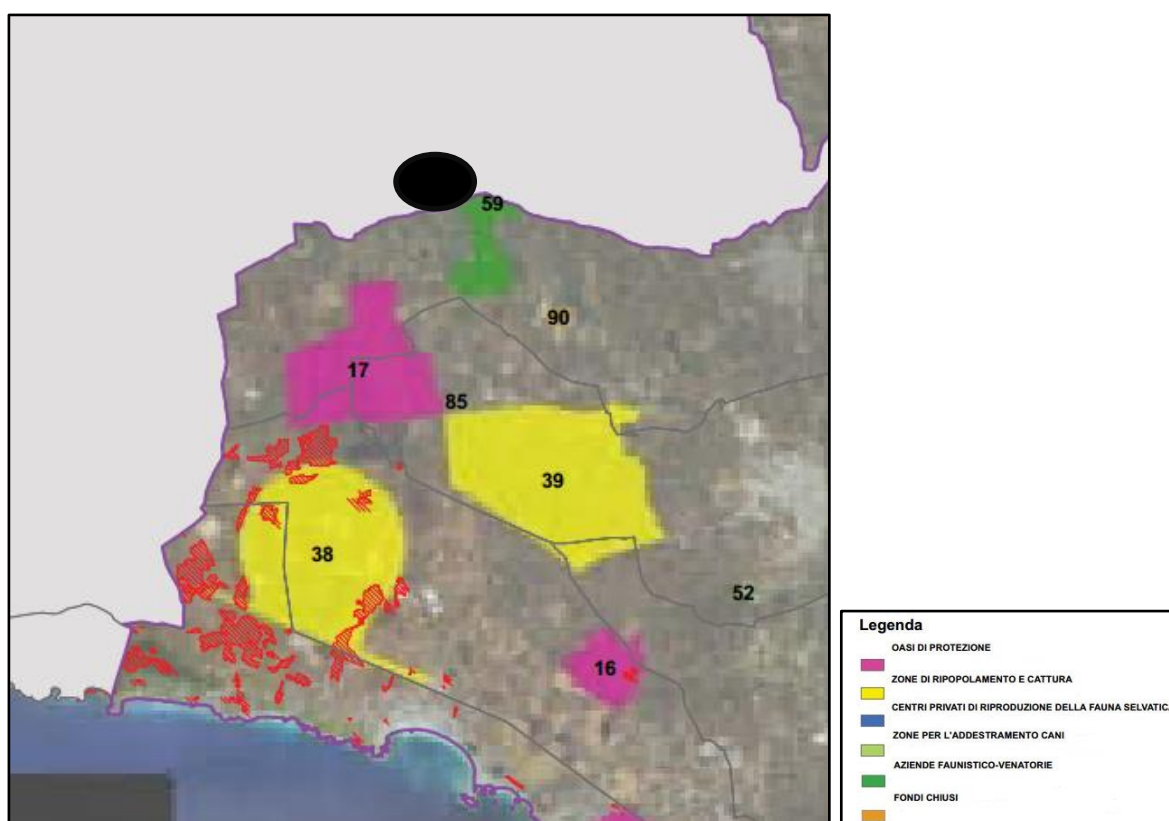 59
90
17
85
39
38
52
16
Legenda
OASI DI PROTEZIONE
ZONE DI RIPOPOLAMENTO E CATTURA
CENTRI PRIVATI DI RIPRODUZIONE DELLA FAUNA SELVATICA
ZONE PER L'ADDESTRAMENTO CANI
AZIENDE FAUNISTICO-VENATORIE
FONDI CHIUSI